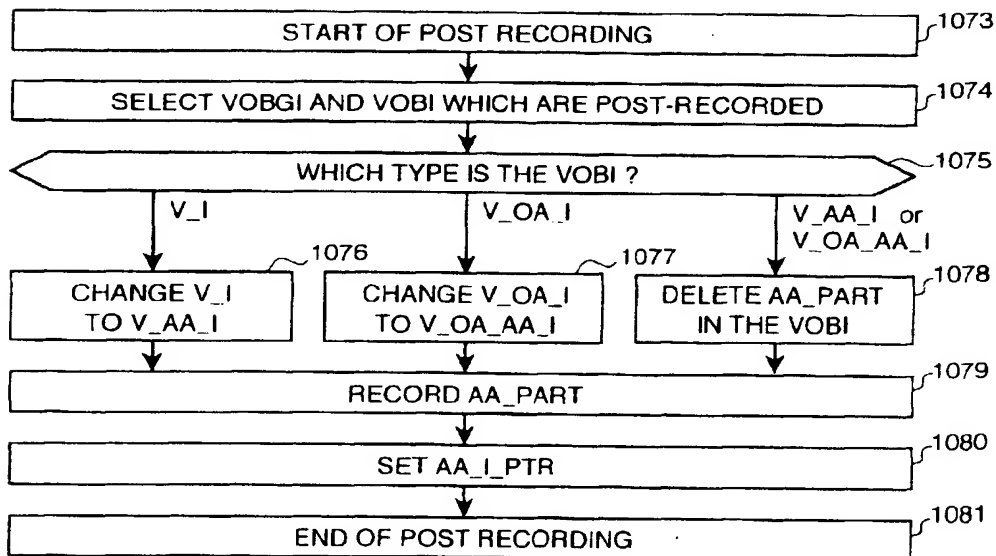 START OF POST RECORDING
1073
SELECT VOBGI AND VOBI WHICH ARE POST-RECORDED
1074
WHICH TYPE IS THE VOBI ?
1075
V_I
V_OA_I
V_AA_I or
V_OA_AA_I
1076
CHANGE V_I
TO V_AA_I
1077
CHANGE V_OA_I
TO V_OA_AA_I
1078
DELETE AA_PART
IN THE VOBI
1079
RECORD AA_PART
1080
SET AA_I_PTR
1081
END OF POST RECORDING